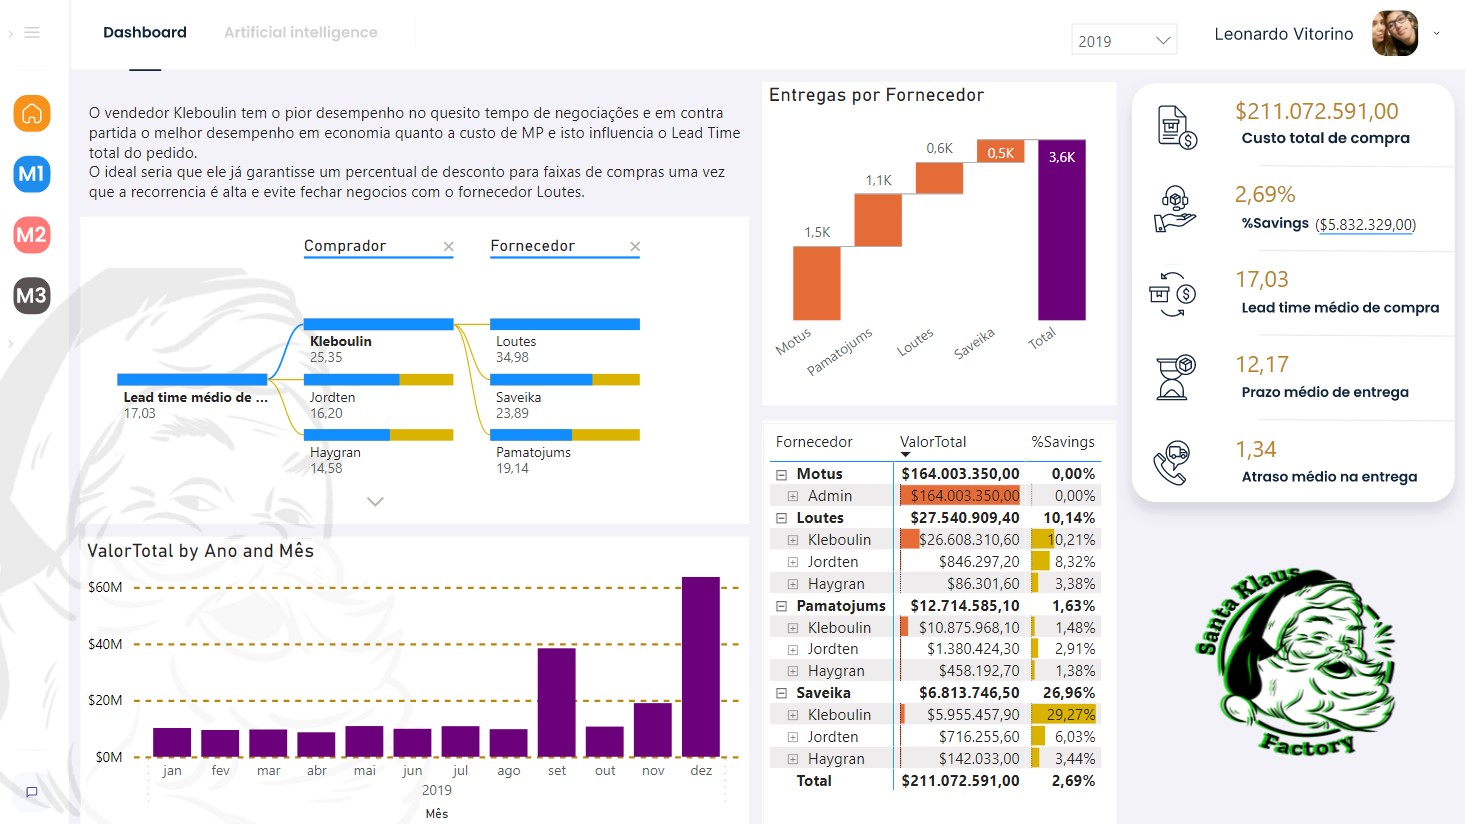 Dashboard
Artificial intelligence
2019
Leonardo Vitorino
M1
M2
M3
O vendedor Kleboulin tem o pior desempenho no quesito tempo de negociações e em contra
partida o melhor desempenho em economia quanto a custo de MP e isto influencia o Lead Time
total do pedido.
O ideal seria que ele já garantisse um percentual de desconto para faixas de compras uma vez
que a recorrencia é alta e evite fechar negocios com o fornecedor Loutes.
Comprador
Fornecedor
Lead time médio de ...
17,03
Kleboulin
25,35
Jordten
16,20
Haygran
14,58
Loutes
34,98
Saveika
23,89
Pamatojums
19,14
ValorTotal by Ano and Mês
$60M
$40M
$20M
$0M
jan fev mar abr mai jun jul ago set out nov dez
2019
Mês
Entregas por Fornecedor
1,5K
1,1K
0,6K
0,5K
3,6K
Motus
Pamatojums
Loutes
Saveika
Total
Fornecedor ValorTotal %Savings
Motus $164.003.350,00 0,00%
Admin $164.003.350,00 0,00%
Loutes $27.540.909,40 10,14%
Kleboulin $26.608.310,60 10,21%
Jordten $846.297,20 8,32%
Haygran $86.301,60 3,38%
Pamatojums $12.714.585,10 1,63%
Kleboulin $10.875.968,10 1,48%
Jordten $1.380.424,30 2,91%
Haygran $458.192,70 1,38%
Saveika $6.813.746,50 26,96%
Kleboulin $5.955.457,90 29,27%
Jordten $716.255,60 6,03%
Haygran $142.033,00 3,44%
Total $211.072.591,00 2,69%
$211.072.591,00
Custo total de compra
2,69%
%Savings ($5.832.329,00)
17,03
Lead time médio de compra
12,17
Prazo médio de entrega
1,34
Atraso médio na entrega
Santa Klaus
Factory